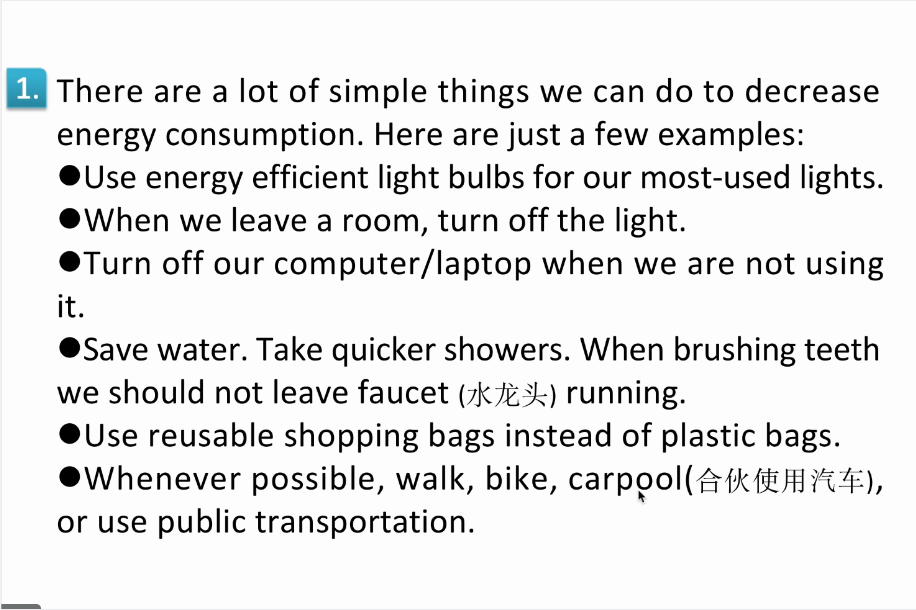 1. There are a lot of simple things we can do to decrease
energy consumption. Here are just a few examples:
●Use energy efficient light bulbs for our most-used lights.
●When we leave a room, turn off the light.
●Turn off our computer/laptop when we are not using
it.
●Save water. Take quicker showers. When brushing teeth
we should not leave faucet (水龙头) running.
●Use reusable shopping bags instead of plastic bags.
●Whenever possible, walk, bike, carpool(合伙使用汽车),
or use public transportation.